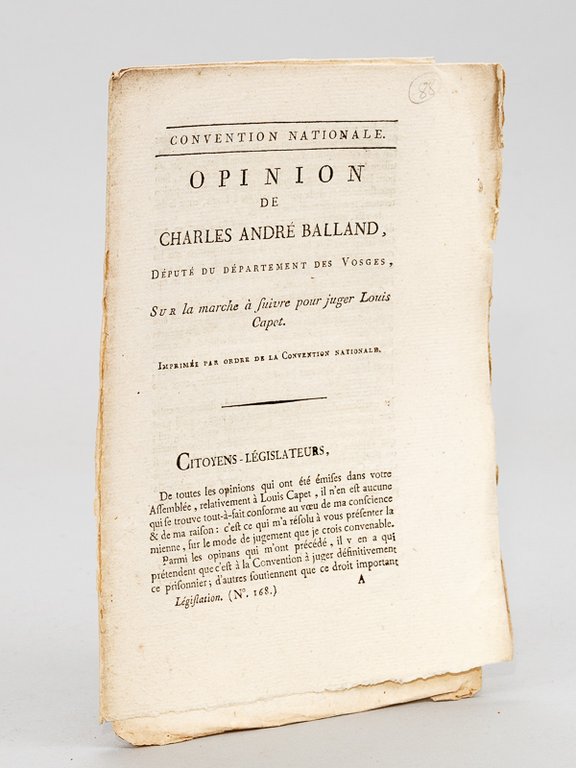 88
CONVENTION NATIONALE.
OPINION
DE
CHARLES ANDRÉ BALLAND,
DÉPUTÉ DU DÉPARTEMENT DES VOSGES,
SUR la marche à ſuivre pour juger Louis
Capet.
IMPRIMÉE PAR ORDRE DE LA CONVENTION NATIONALE.
CITOYENS-LÉGISLATEURS,
De toutes les opinions qui ont été émiſes dans votre
Aſſemblée, relativement à Louis Capet, il n'en eſt aucune
qui ſe trouve tout-à-fait conforme au vœu de ma conſcience
& de ma raiſon : c'eſt ce qui m'a réſolu à vous préſenter la
mienne, ſur le mode de jugement que je crois convenable.
Parmi les opinans qui m'ont précédé, il y en a qui
prétendent que c'eſt à la Convention à juger définitivement
ce priſonnier; d'autres ſoutiennent que ce droit important
Légiſlation. (N°. 168.) A